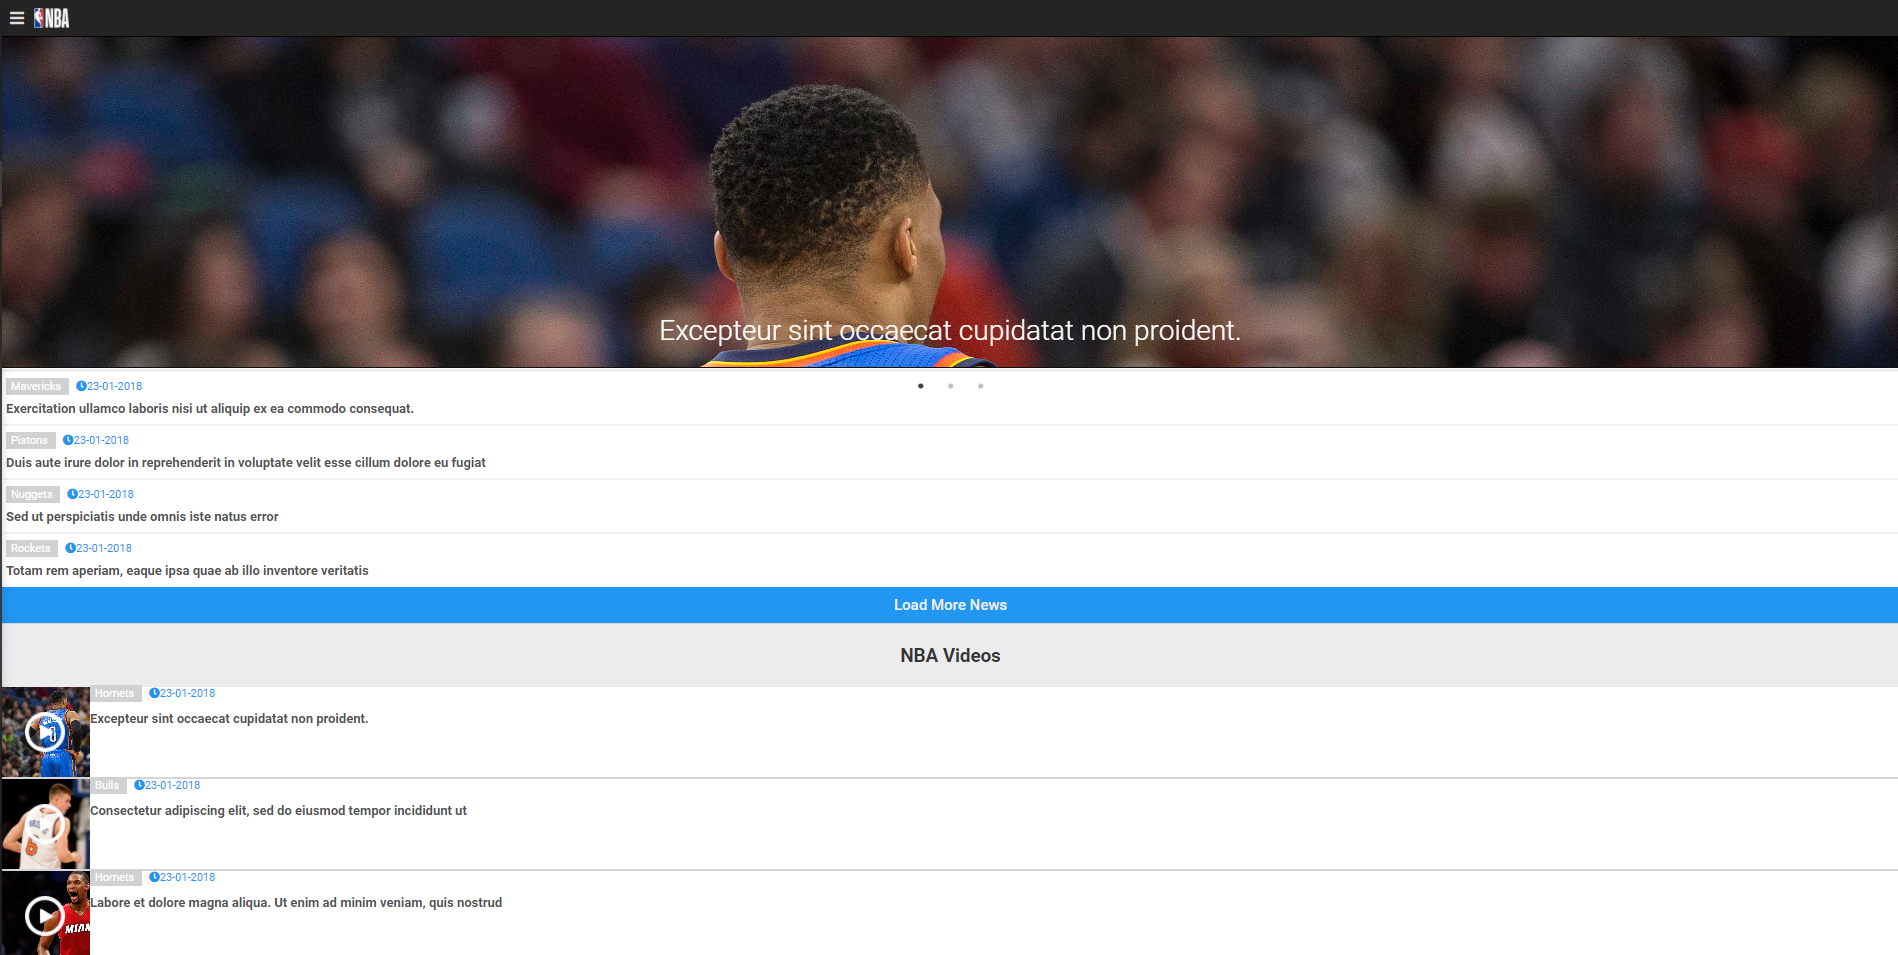 NBA
Excepteur sint occaecat cupidatat non proident.
Mavericks 23-01-2018
Exercitation ullamco laboris nisi ut aliquip ex ea commodo consequat.
Pistons 23-01-2018
Duis aute irure dolor in reprehenderit in voluptate velit esse cillum dolore eu fugiat
Nuggets 23-01-2018
Sed ut perspiciatis unde omnis iste natus error
Rockets 23-01-2018
Totam rem aperiam, eaque ipsa quae ab illo inventore veritatis
Load More News
NBA Videos
Hornets 23-01-2018
Excepteur sint occaecat cupidatat non proident.
0
Bulls 23-01-2018
Consectetur adipiscing elit, sed do eiusmod tempor incididunt ut
6
Hornets 23-01-2018
Labore et dolore magna aliqua. Ut enim ad minim veniam, quis nostrud
MIAM